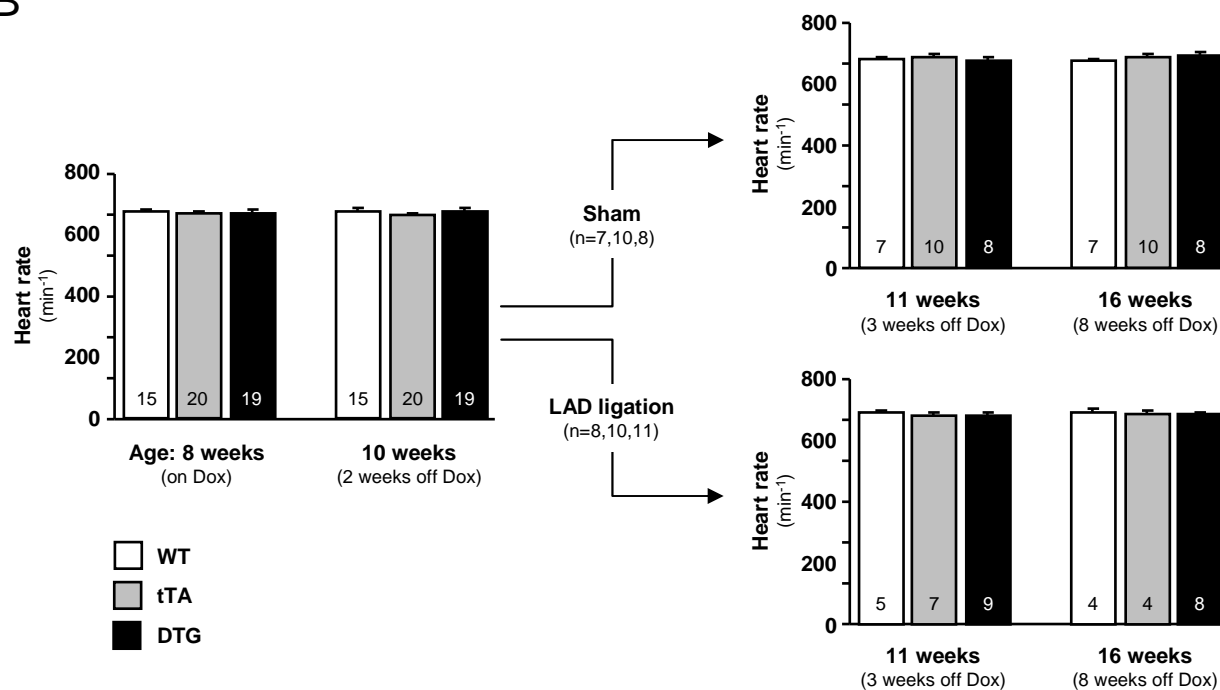 B
800
600
400
200
0
Heart rate
(min-1)
15 20 19 15 20 19
Age: 8 weeks
(on Dox)
10 weeks
(2 weeks off Dox)
Sham
(n=7,10,8)
LAD ligation
(n=8,10,11)
800
600
400
200
0
Heart rate
(min-1)
7 10 8 7 10 8
11 weeks
(3 weeks off Dox)
16 weeks
(8 weeks off Dox)
800
600
400
200
0
Heart rate
(min-1)
5 7 9 4 4 8
11 weeks
(3 weeks off Dox)
16 weeks
(8 weeks off Dox)
WT
tTA
DTG